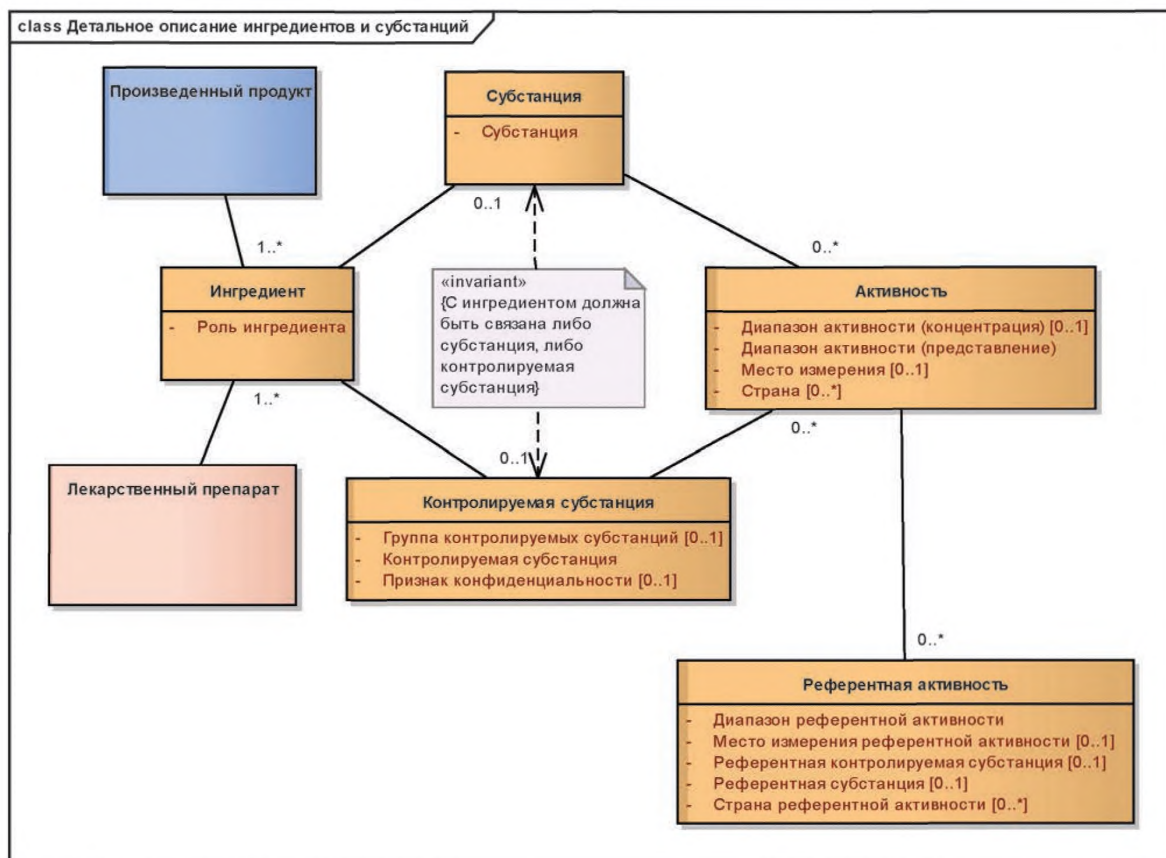 class Детальное описание ингредиентов и субстанций
Произведенный продукт
Субстанция
- Субстанция
0..1
1..*
0..*
Ингредиент
- Роль ингредиента
«invariant»
{С ингредиентом должна
быть связана либо
субстанция, либо
контролируемая
субстанция}
Активность
- Диапазон активности (концентрация) [0..1]
- Диапазон активности (представление)
- Место измерения [0..1]
- Страна [0..*]
1..*
0..1
0..*
Лекарственный препарат
Контролируемая субстанция
- Группа контролируемых субстанций [0..1]
- Контролируемая субстанция
- Признак конфиденциальности [0..1]
0..*
Референтная активность
- Диапазон референтной активности
- Место измерения референтной активности [0..1]
- Референтная контролируемая субстанция [0..1]
- Референтная субстанция [0..1]
- Страна референтной активности [0..*]